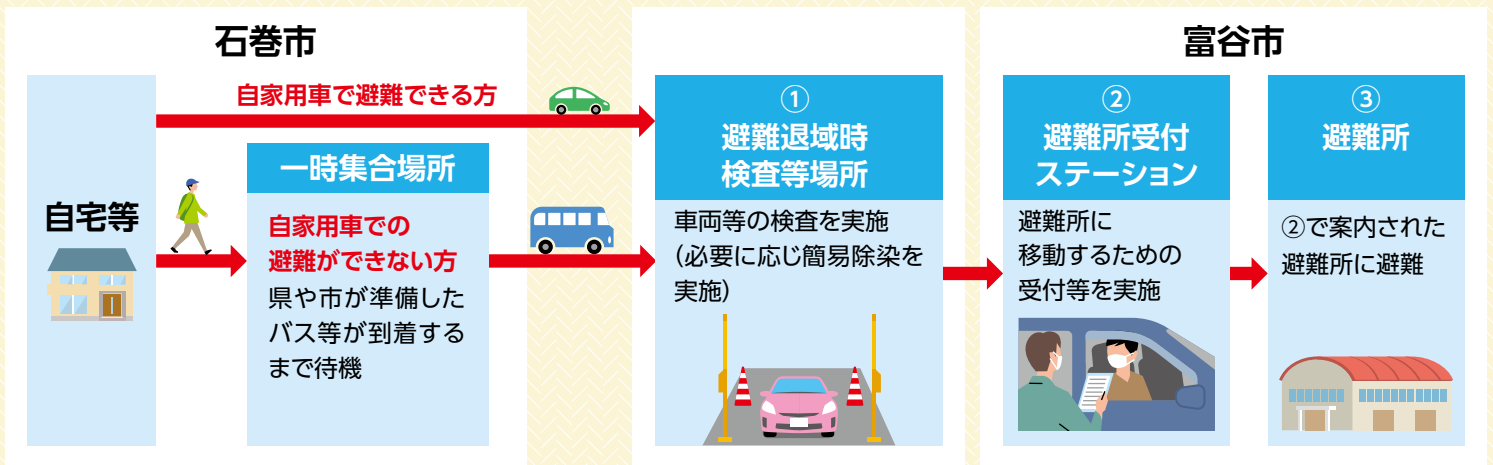 石巻市
自家用車で避難できる方
自宅等
一時集合場所
自家用車での
避難ができない方
県や市が準備した
バス等が到着する
まで待機
①
避難退域時
検査等場所
車両等の検査を実施
(必要に応じ簡易除染を
実施)
富谷市
②
避難所受付
ステーション
避難所に
移動するための
受付等を実施
③
避難所
②で案内された
避難所に避難